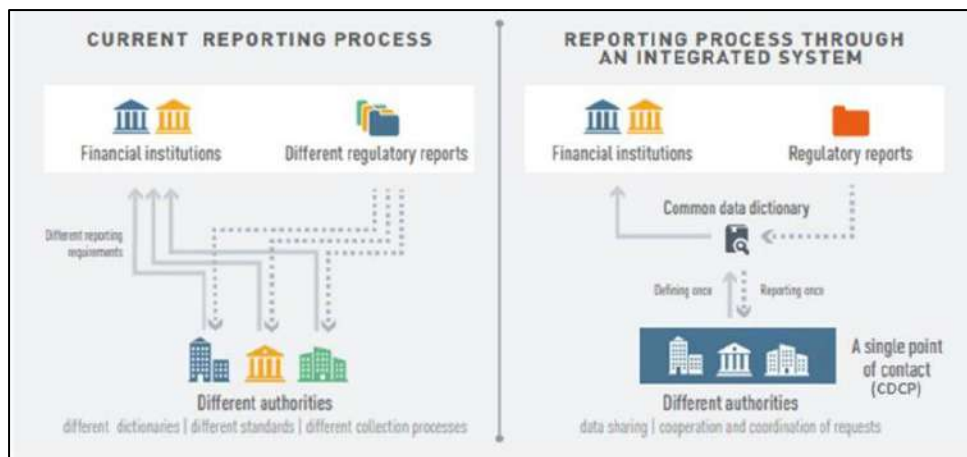 CURRENT REPORTING PROCESS
Financial institutions
Different regulatory reports
Different reporting
requirements
Different authorities
different dictionaries | different standards | different collection processes
REPORTING PROCESS THROUGH
AN INTEGRATED SYSTEM
Financial institutions
Regulatory reports
Common data dictionary
Defining once
Reporting once
A single point
of contact
(CDCP)
Different authorities
data sharing | cooperation and coordination of requests